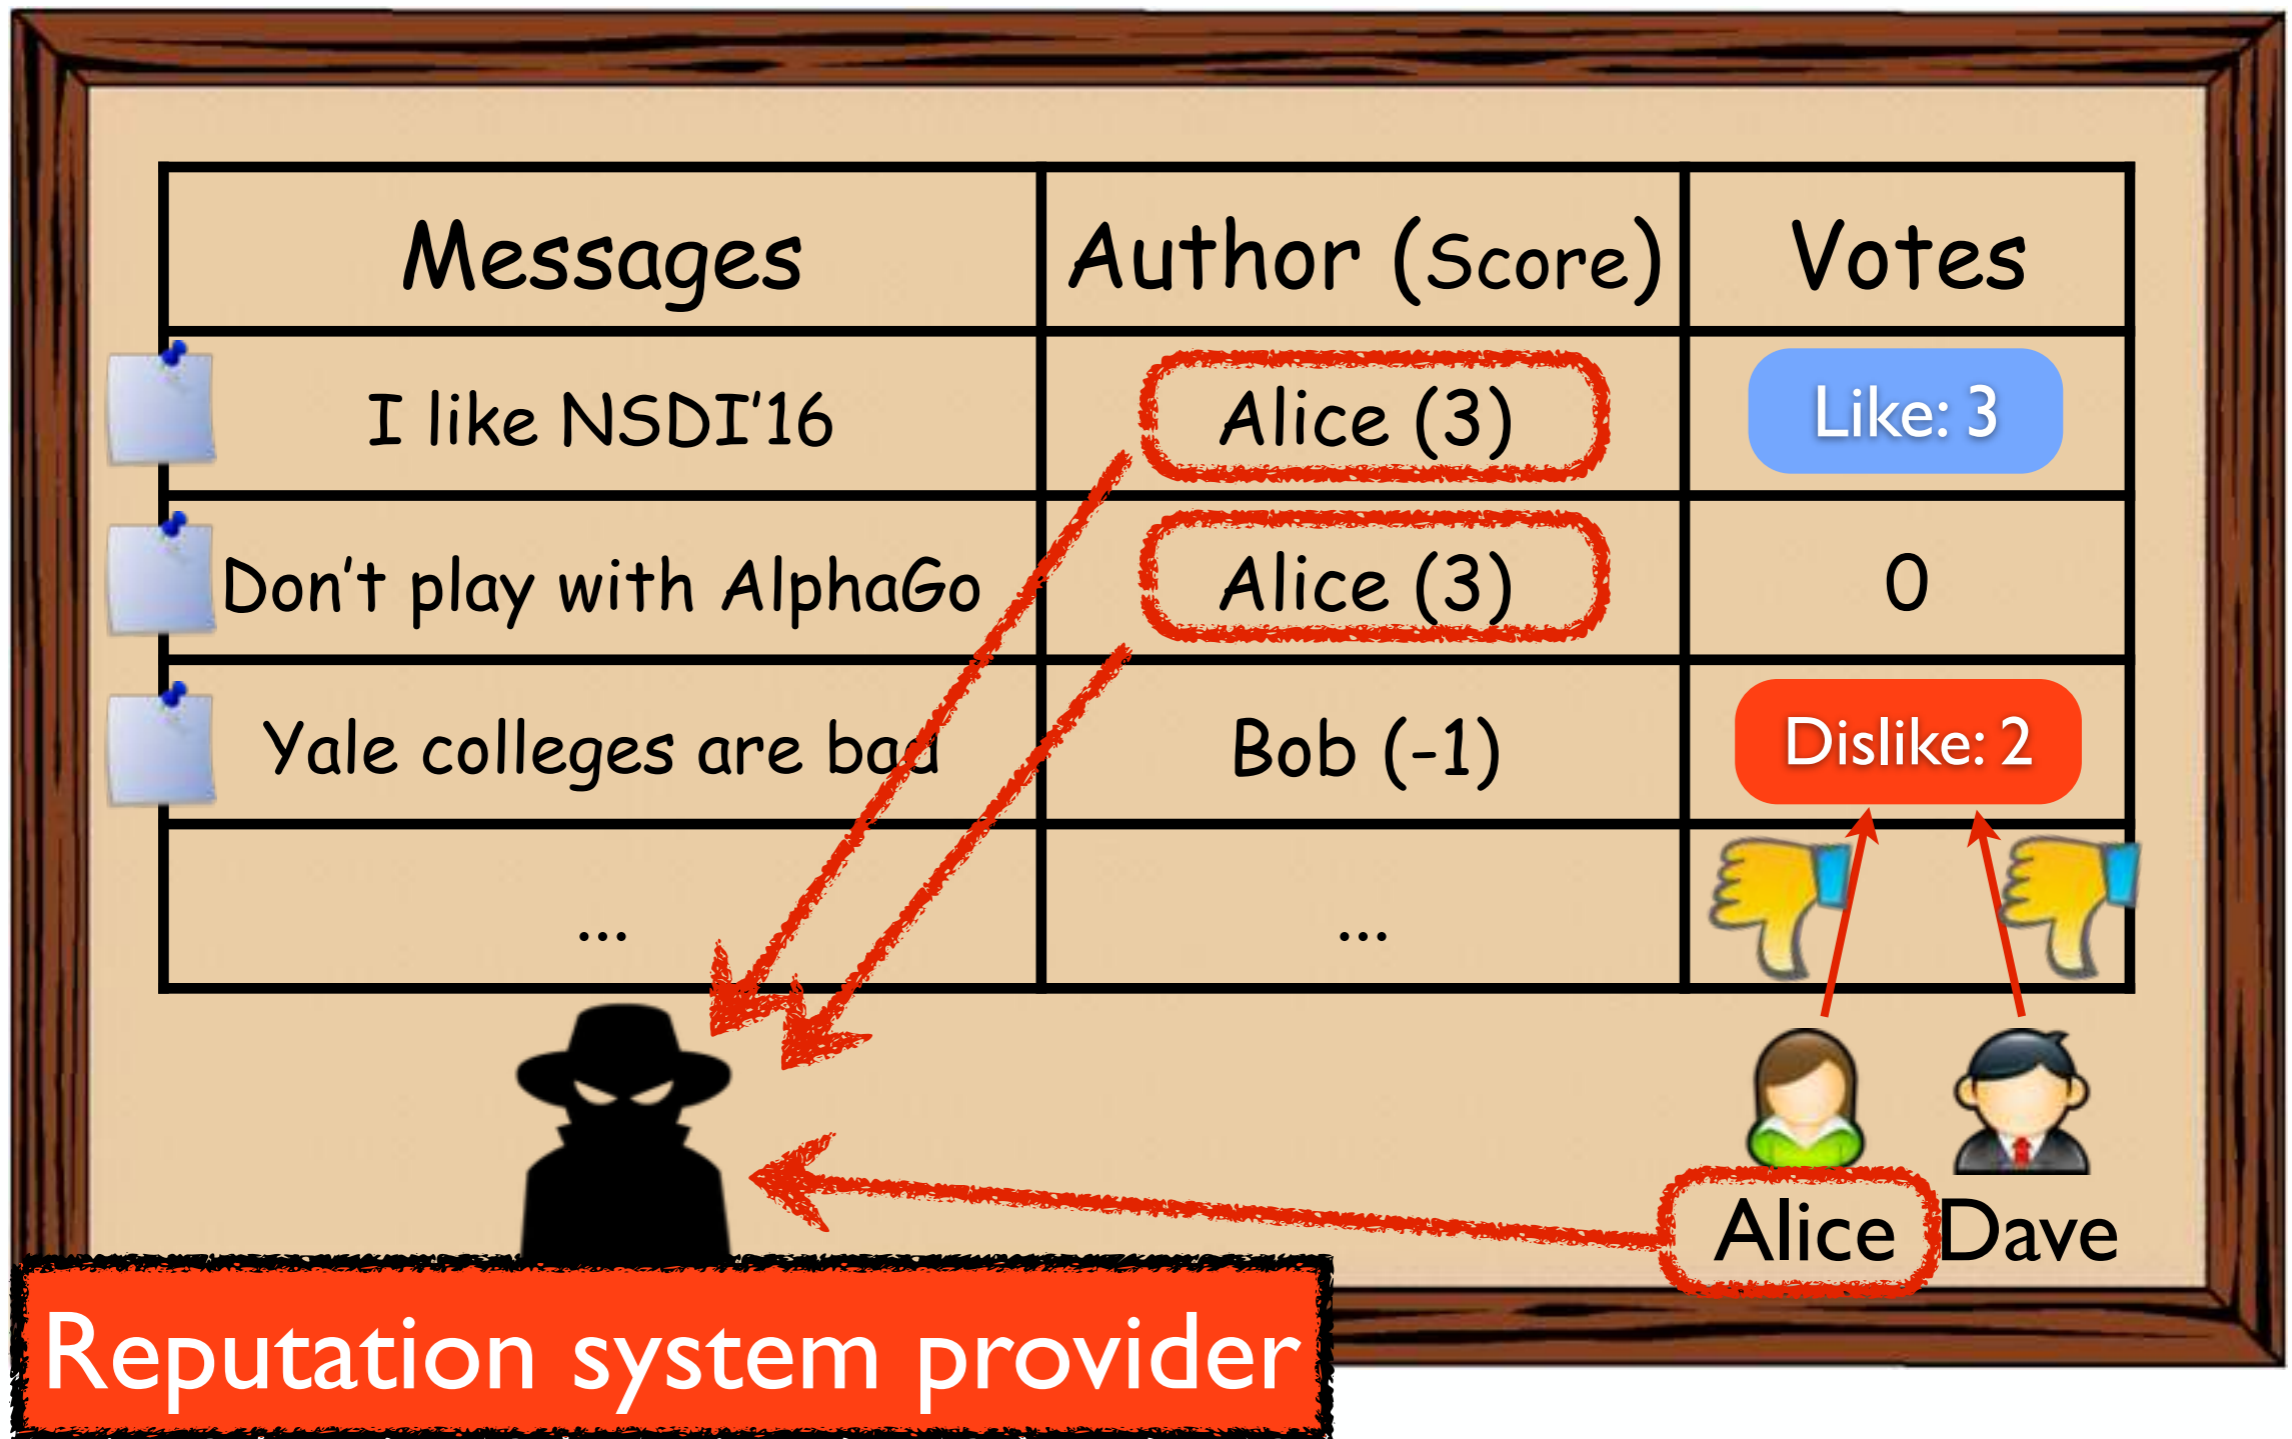 Messages Author (Score) Votes
I like NSDI'16 Alice (3) Like: 3
Don't play with AlphaGo Alice (3) 0
Yale colleges are bad Bob (-1) Dislike: 2
... ...
Alice Dave
Reputation system provider